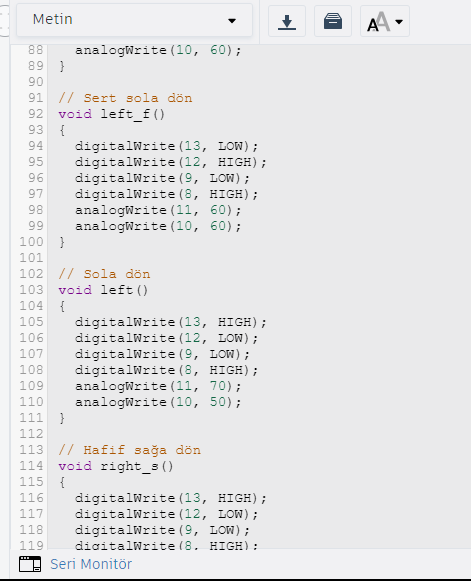 Metin
88 analogWrite(10, 60);
89 }
90
91 // Sert sola dön
92 void left_f()
93 {
94 digitalWrite(13, LOW);
95 digitalWrite(12, HIGH);
96 digitalWrite(9, LOW);
97 digitalWrite(8, HIGH);
98 analogWrite(11, 60);
99 analogWrite(10, 60);
100 }
101
102 // Sola dön
103 void left()
104 {
105 digitalWrite(13, HIGH);
106 digitalWrite(12, LOW);
107 digitalWrite(9, LOW);
108 digitalWrite(8, HIGH);
109 analogWrite(11, 70);
110 analogWrite(10, 50);
111 }
112
113 // Hafif sağa dön
114 void right_s()
115 {
116 digitalWrite(13, HIGH);
117 digitalWrite(12, LOW);
118 digitalWrite(9, LOW);
119 digitalWrite(8, HIGH);
Seri Monitör